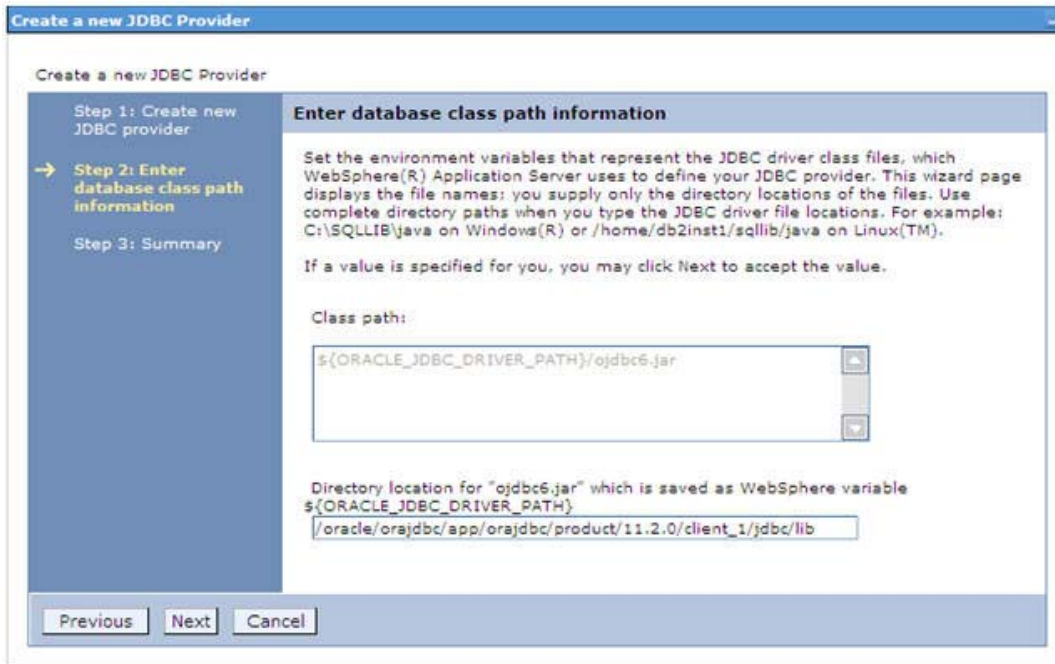 Create a new JDBC Provider
Create a new JDBC Provider
Step 1: Create new
JDBC provider
Step 2: Enter
database class path
information
Step 3: Summary
Enter database class path information
Set the environment variables that represent the JDBC driver class files, which
WebSphere(R) Application Server uses to define your JDBC provider. This wizard page
displays the file names; you supply only the directory locations of the files. Use
complete directory paths when you type the JDBC driver file locations. For example:
C:\SQLLIB\java on Windows(R) or /home/db2inst1/sqllib/java on Linux(TM).
If a value is specified for you, you may click Next to accept the value.
Class path:
${ORACLE_JDBC_DRIVER_PATH}/ojdbc6.jar
Directory location for "ojdbc6.jar" which is saved as WebSphere variable
${ORACLE_JDBC_DRIVER_PATH}
/oracle/orajdbc/app/orajdbc/product/11.2.0/client_1/jdbc/lib
Previous Next Cancel